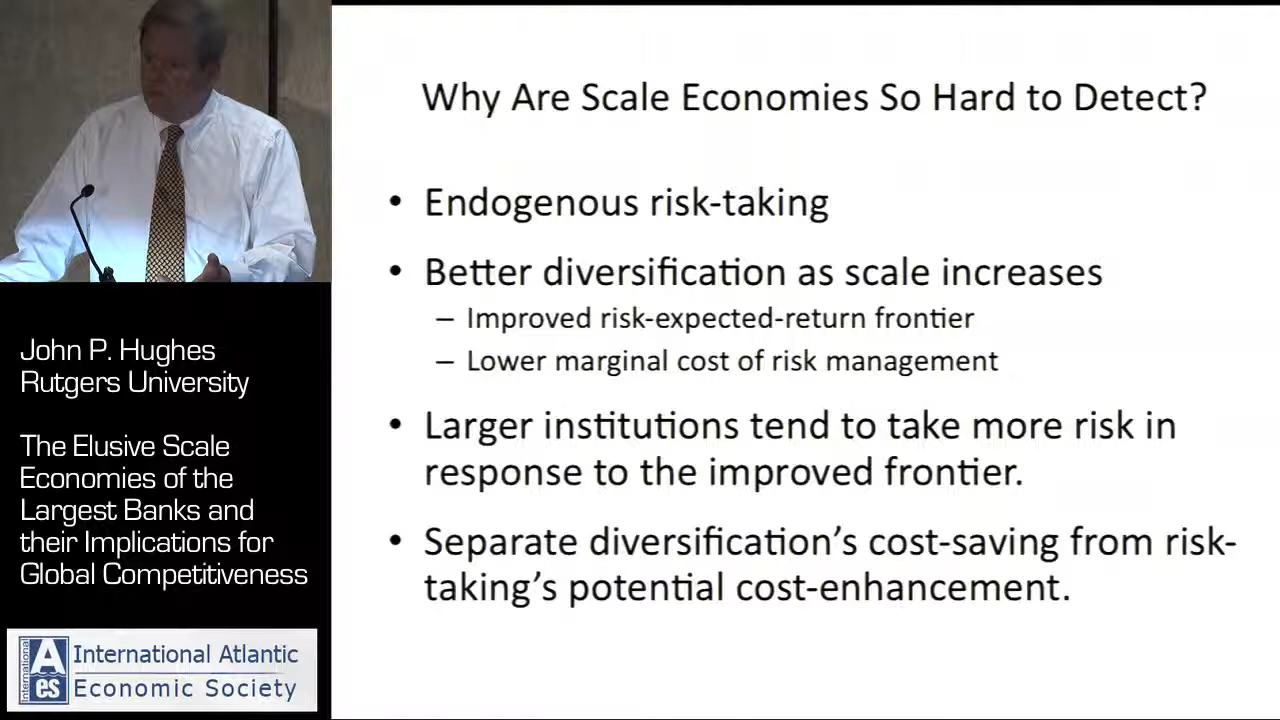 Why Are Scale Economies So Hard to Detect?
• Endogenous risk-taking
• Better diversification as scale increases
– Improved risk-expected-return frontier
– Lower marginal cost of risk management
• Larger institutions tend to take more risk in
response to the improved frontier.
• Separate diversification's cost-saving from risk-
taking's potential cost-enhancement.
John P. Hughes
Rutgers University
The Elusive Scale
Economies of the
Largest Banks and
their Implications for
Global Competitiveness
International
A
es
International Atlantic
Economic Society